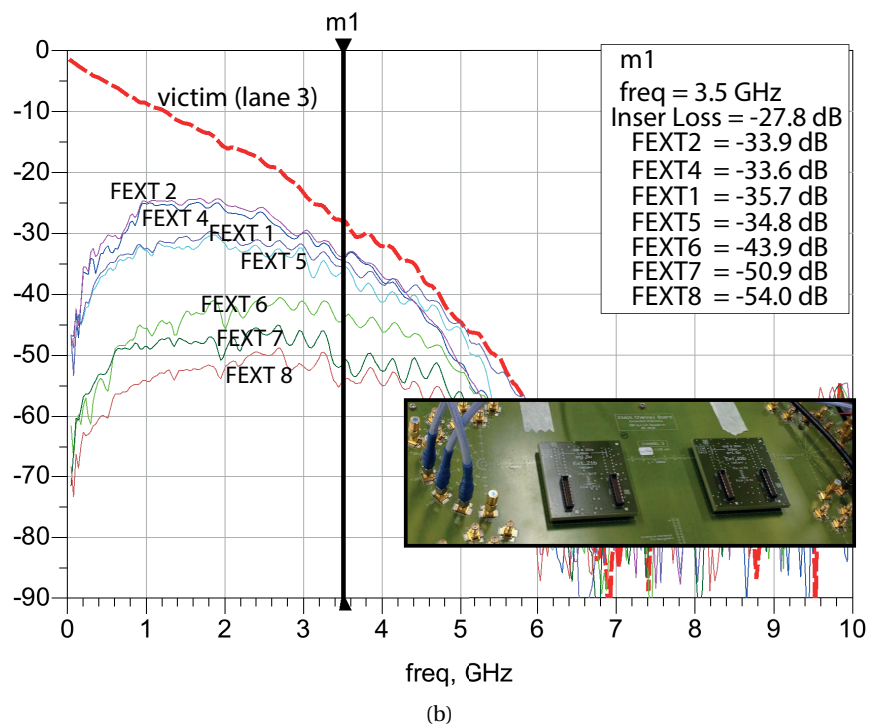 m1
0
-10
-20
-30
-40
-50
-60
-70
-80
-90
victim (lane 3)
FEXT 2
FEXT 4
FEXT 1
FEXT 5
FEXT 6
FEXT 7
FEXT 8
m1
freq = 3.5 GHz
Inser Loss = -27.8 dB
FEXT2 = -33.9 dB
FEXT4 = -33.6 dB
FEXT1 = -35.7 dB
FEXT5 = -34.8 dB
FEXT6 = -43.9 dB
FEXT7 = -50.9 dB
FEXT8 = -54.0 dB
0 1 2 3 4 5 6 7 8 9 10
freq, GHz
(b)